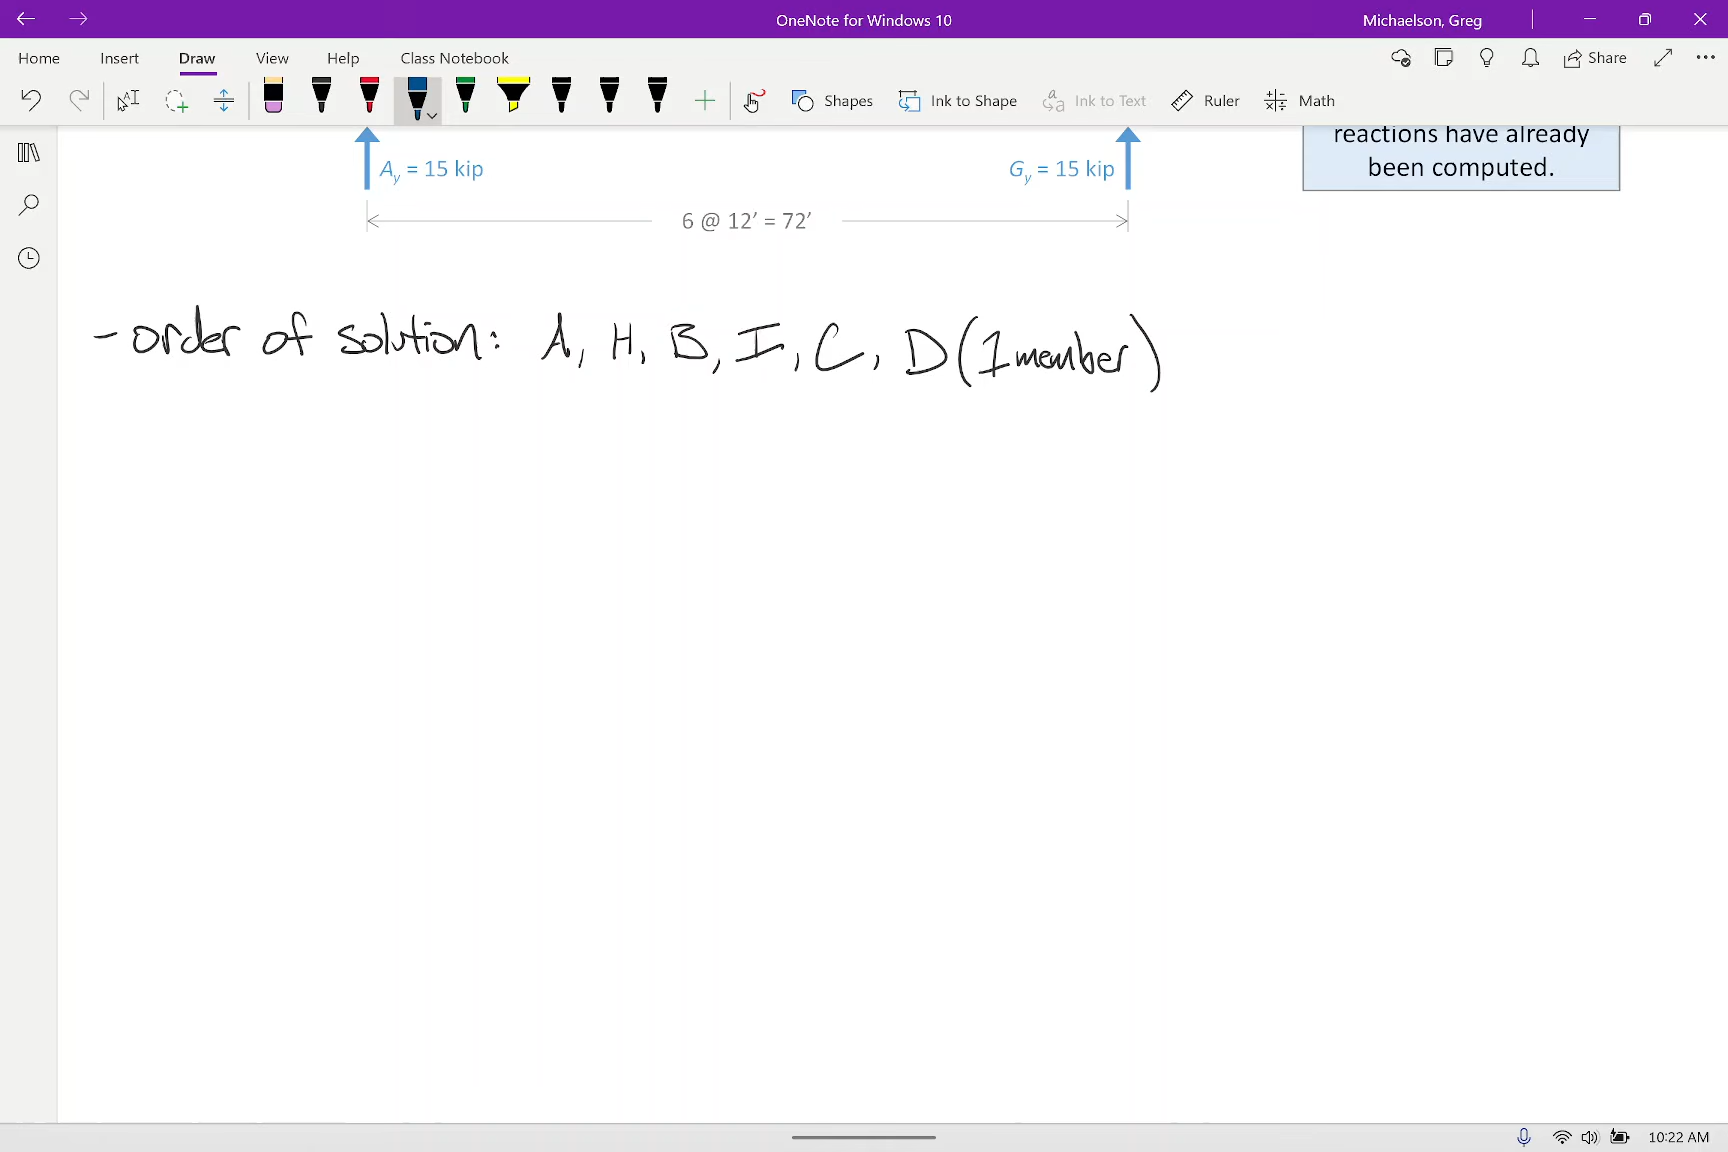 OneNote for Windows 10
Michaelson, Greg
Home Insert Draw View Help Class Notebook
Share
Shapes Ink to Shape Ink to Text Ruler Math
reactions have already
been computed.
Ay = 15 kip
Gy = 15 kip
6 @ 12’ = 72’
- order of solution: A, H, B, I, C, D (1 member)
10:22 AM